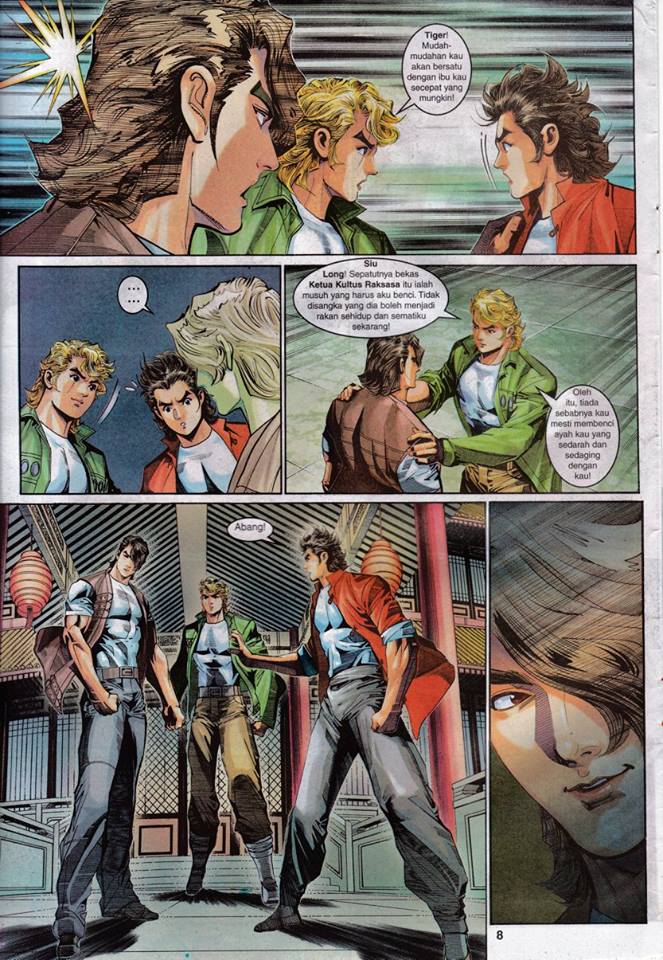 Tiger!
Mudah-
mudahan kau
akan bersatu
dengan ibu kau
secepat yang
mungkin!
...
...
Siu
Long! Sepatutnya bekas
Ketua Kultus Raksasa itu ialah
musuh yang harus aku benci. Tidak
disangka yang dia boleh menjadi
rakan sehidup dan sematiku
sekarang!
Oleh
itu, tiada
sebabnya kau
mesti membenci
ayah kau yang
sedarah dan
sedaging
dengan
kau!
Abang!
8